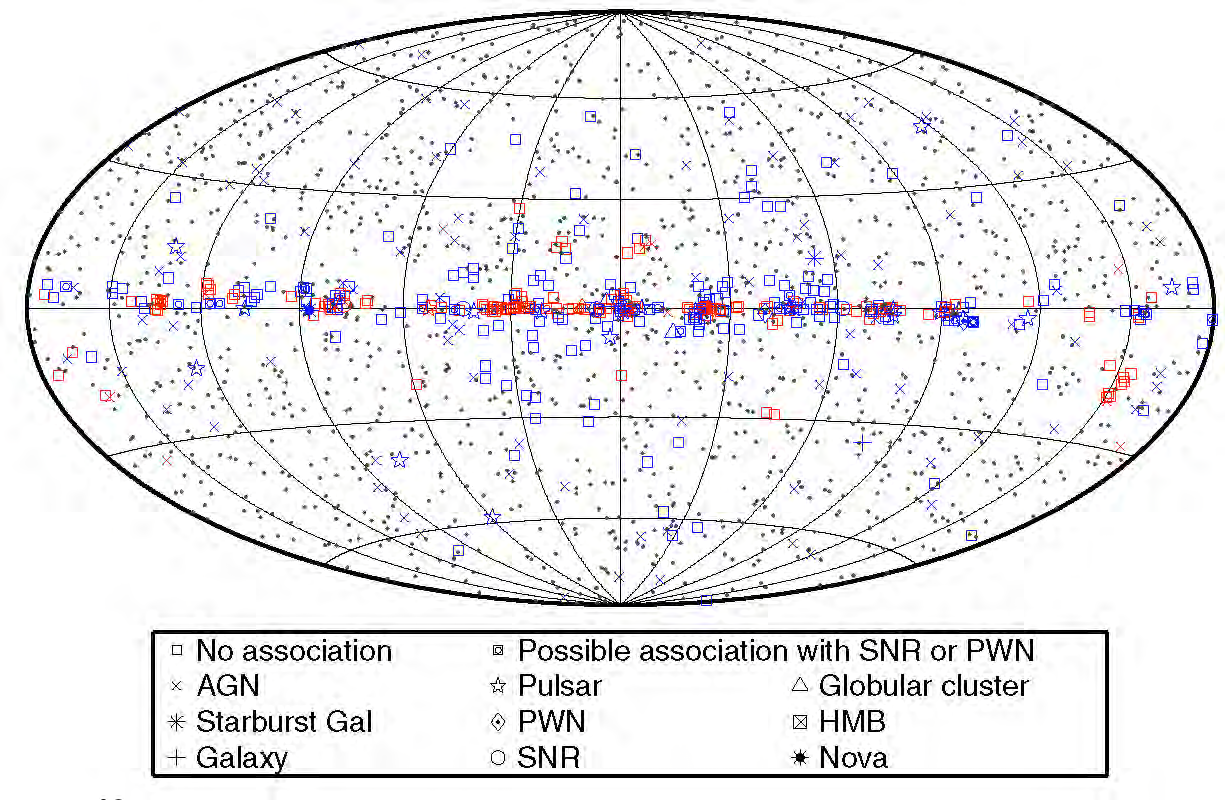 No association
Possible association with SNR or PWN
AGN
Pulsar
Globular cluster
Starburst Gal
PWN
HMB
Galaxy
SNR
Nova